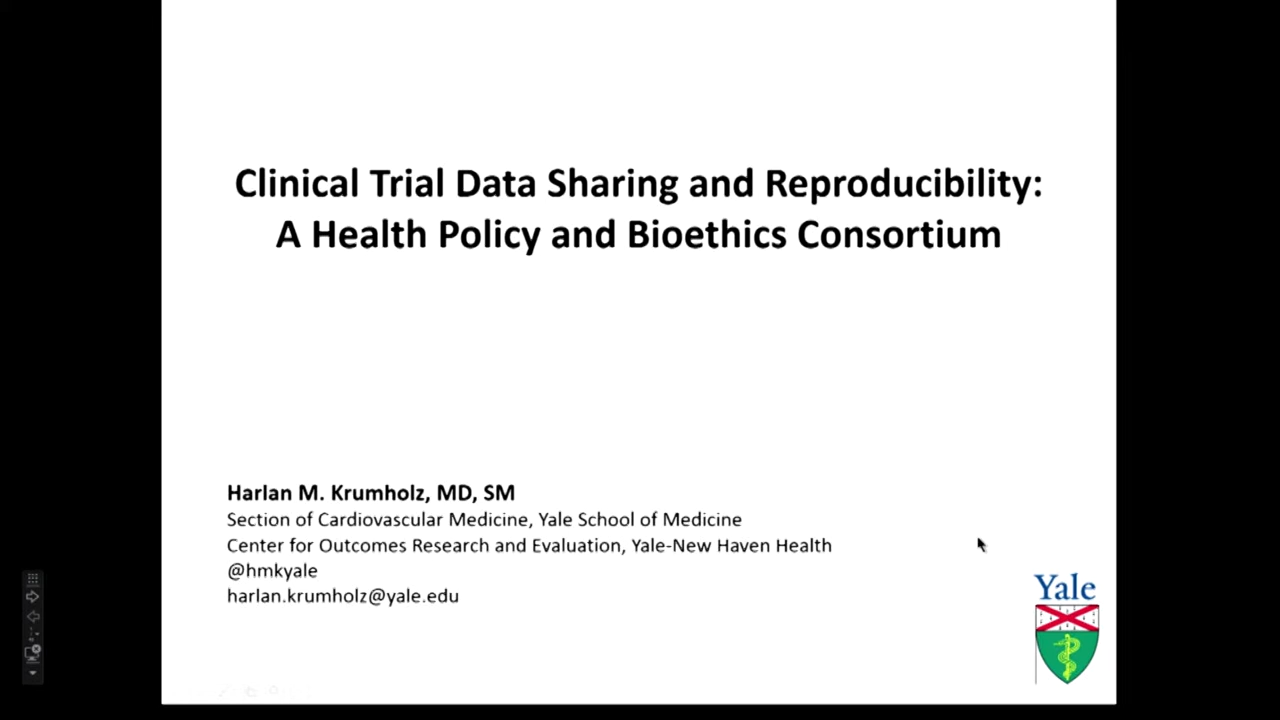 Clinical Trial Data Sharing and Reproducibility:
A Health Policy and Bioethics Consortium
Harlan M. Krumholz, MD, SM
Section of Cardiovascular Medicine, Yale School of Medicine
Center for Outcomes Research and Evaluation, Yale-New Haven Health
@hmkyale
harlan.krumholz@yale.edu
Yale